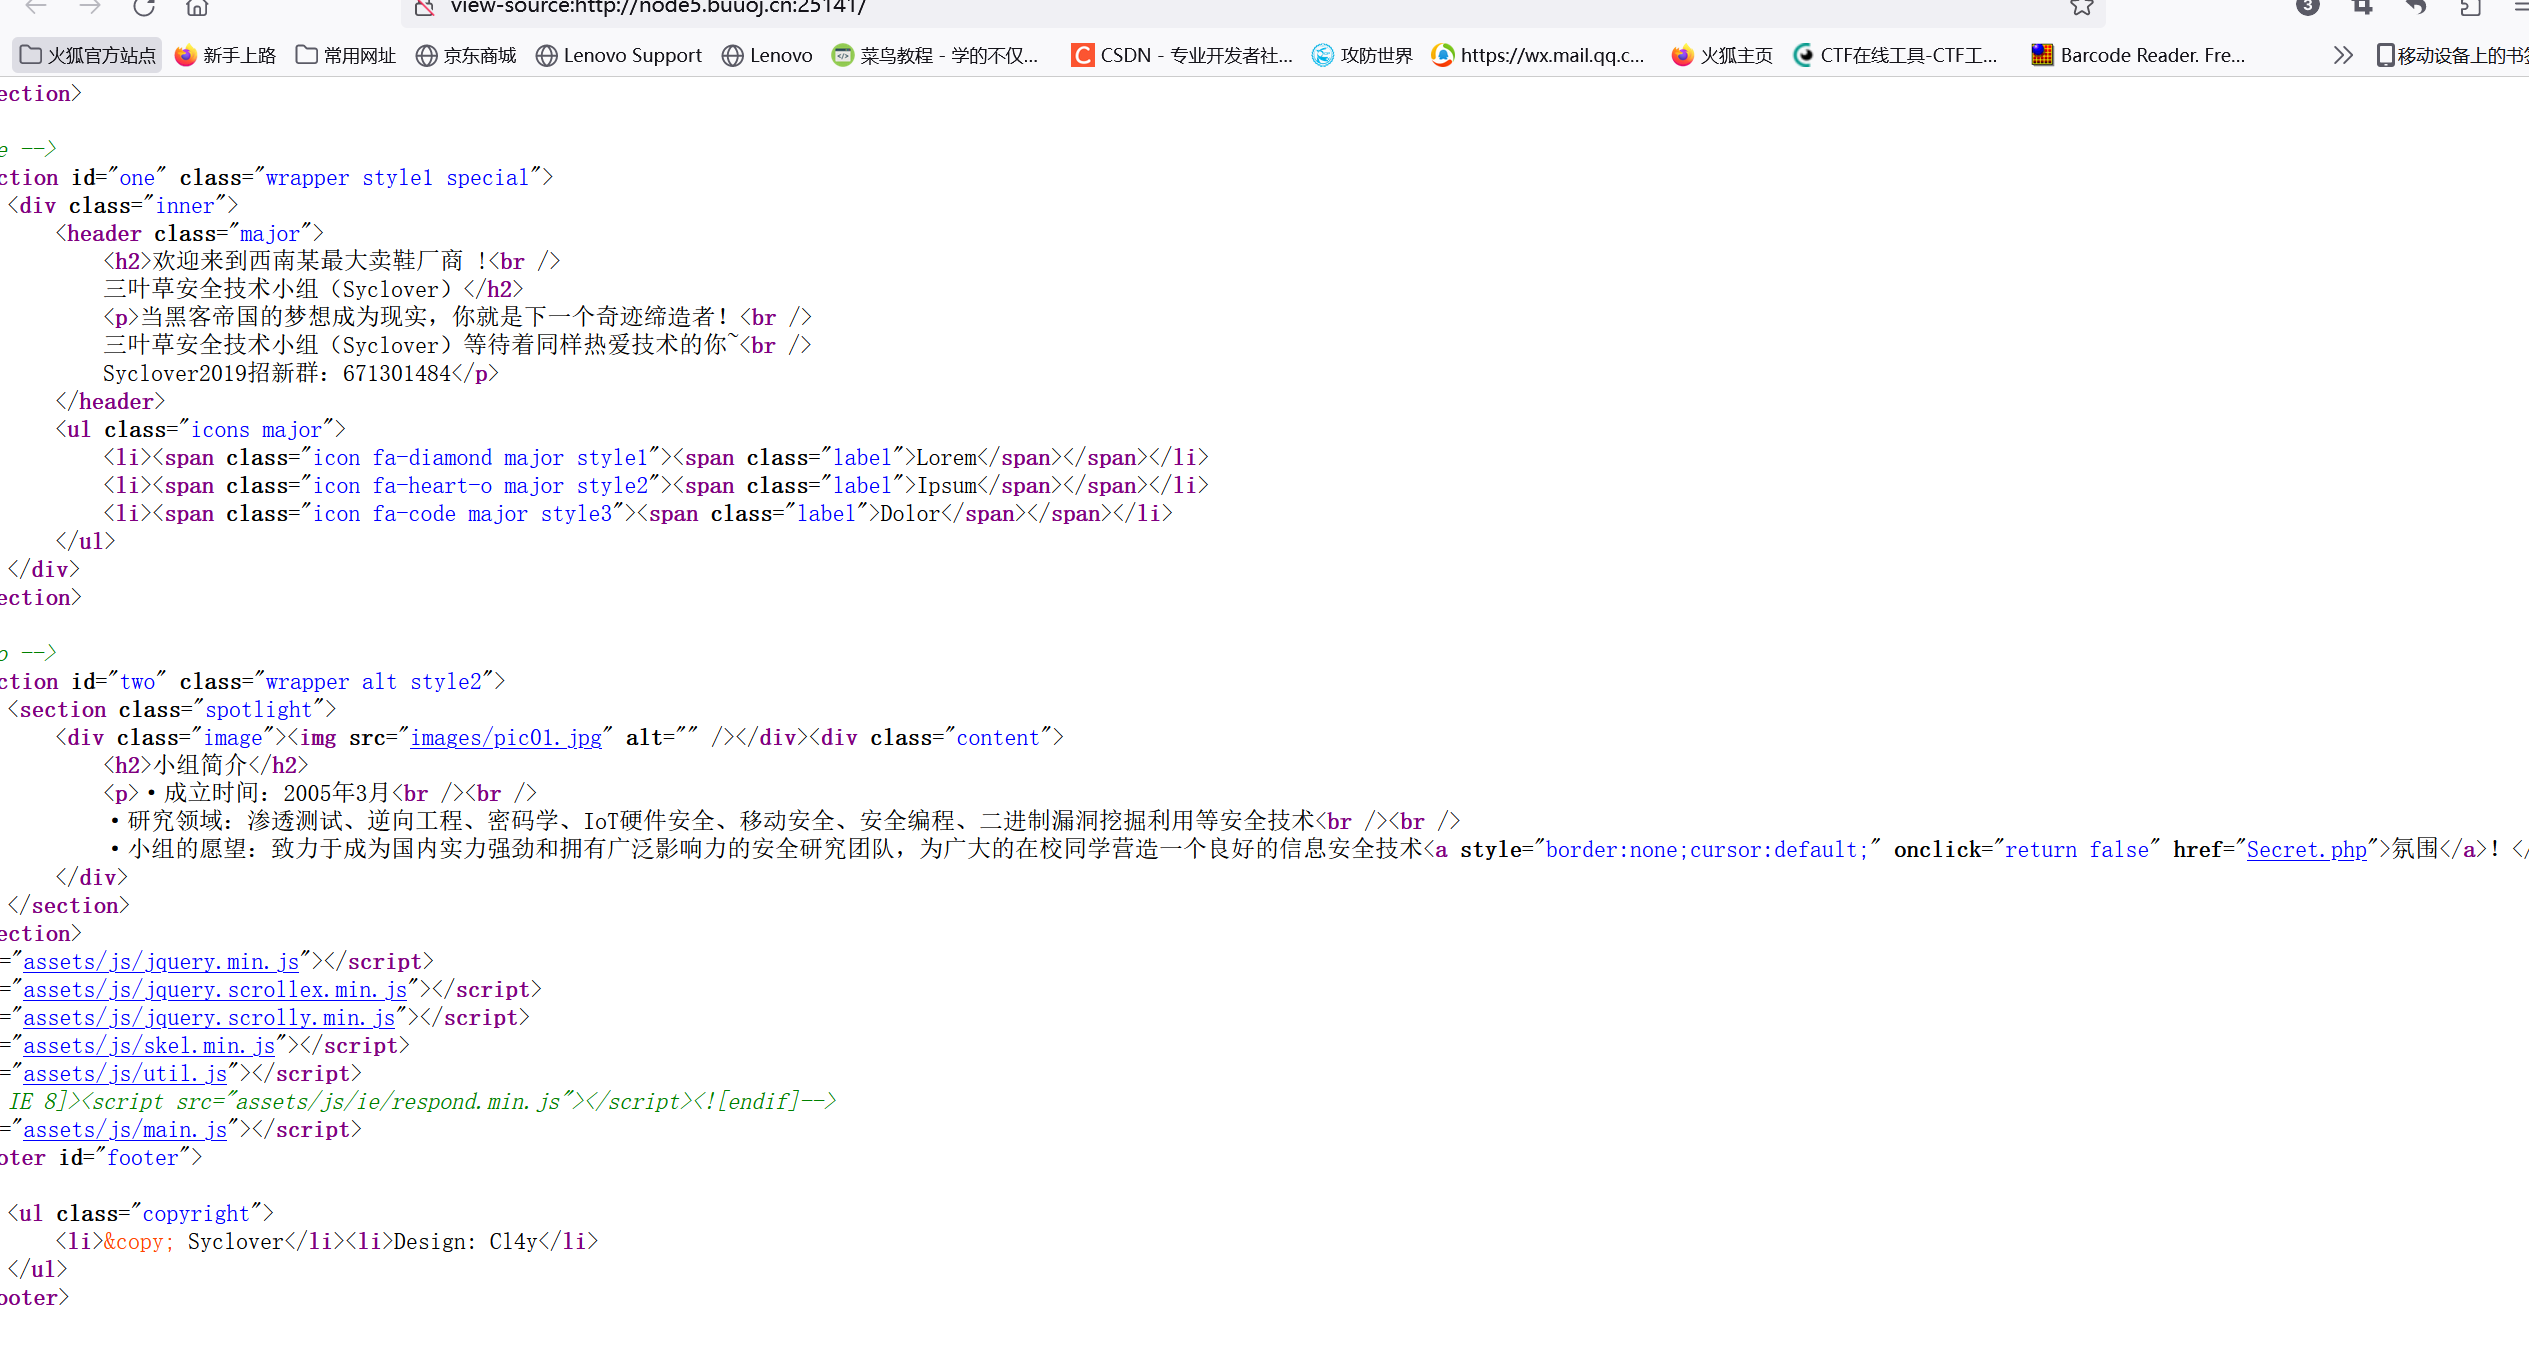 view-source:http://node5.buuoj.cn:25141/
火狐官方站点 新手上路 常用网址 京东商城 Lenovo Support Lenovo 菜鸟教程 - 学的不仅... CSDN - 专业开发者社... 攻防世界 https://wx.mail.qq.c... 火狐主页 CTF在线工具-CTF工... Barcode Reader. Fre... 移动设备上的书签
ection>
e -->
ction id="one" class="wrapper style1 special">
<div class="inner">
<header class="major">
<h2>欢迎来到西南某最大卖鞋厂商 !<br />
三叶草安全技术小组（Syclover）</h2>
<p>当黑客帝国的梦想成为现实，你就是下一个奇迹缔造者！<br />
三叶草安全技术小组（Syclover）等待着同样热爱技术的你~<br />
Syclover2019招新群：671301484</p>
</header>
<ul class="icons major">
<li><span class="icon fa-diamond major style1"><span class="label">Lorem</span></span></li>
<li><span class="icon fa-heart-o major style2"><span class="label">Ipsum</span></span></li>
<li><span class="icon fa-code major style3"><span class="label">Dolor</span></span></li>
</ul>
</div>
ection>
o -->
ction id="two" class="wrapper alt style2">
<section class="spotlight">
<div class="image"><img src="images/pic01.jpg" alt="" /></div><div class="content">
<h2>小组简介</h2>
<p>·成立时间：2005年3月<br /><br />
·研究领域：渗透测试、逆向工程、密码学、IoT硬件安全、移动安全、安全编程、二进制漏洞挖掘利用等安全技术<br /><br />
·小组的愿望：致力于成为国内实力强劲和拥有广泛影响力的安全研究团队，为广大的在校同学营造一个良好的信息安全技术<a style="border:none;cursor:default;" onclick="return false" href="Secret.php">氛围</a>！</
</div>
</section>
ection>
="assets/js/jquery.min.js"></script>
="assets/js/jquery.scrollex.min.js"></script>
="assets/js/jquery.scrolly.min.js"></script>
="assets/js/skel.min.js"></script>
="assets/js/util.js"></script>
IE 8]><script src="assets/js/ie/respond.min.js"></script><![endif]-->
="assets/js/main.js"></script>
oter id="footer">
<ul class="copyright">
<li>&copy; Syclover</li><li>Design: Cl4y</li>
</ul>
ooter>